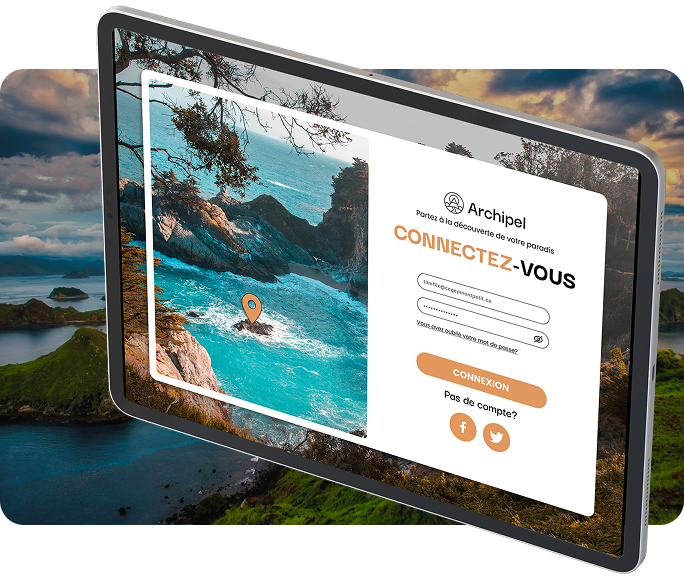 Archipel
Partez à la découverte de votre paradis
CONNECTEZ-VOUS
••••••••••••••
Vous avez oublié votre mot de passe?
CONNEXION
Pas de compte?